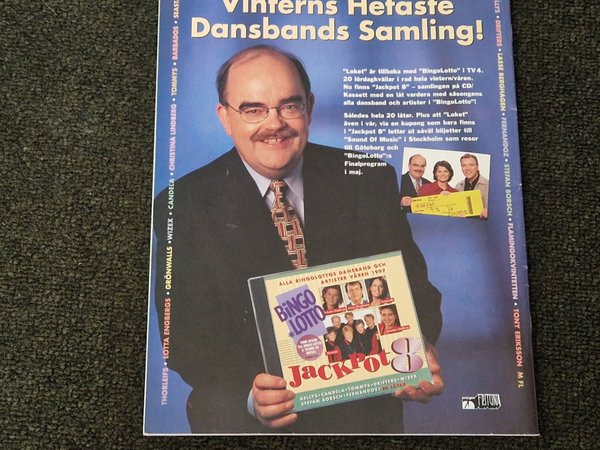 Vinterns Hetaste
Dansbands Samling!
"Loket" är tillbaka med "BingoLotto" i TV4.
20 lördagkvällar i rad hela vintern/våren.
Nu finns "Jackpot 8" – samlingen på CD/
Kassett med en låt vardera med säsongens
alla dansband och artister i "BingoLotto"!
Således hela 20 låtar. Plus att "Loket"
även i vår, via en kupong som bara finns
i "Jackpot 8" lottar ut såväl biljetter till
"Sound Of Music" i Stockholm som resor
till Göteborg och
"BingoLotto":s
Finalprogram
i maj.
THORLEIFS • LOTTA ENGBERGS • GRÖNWALLS • WIZEX • CANDELA • CHRISTINA LINDBERG • TOMMYS • BARBADOS • SEAST
LLYS • DRIFTERS • LASSE BERGHAGEN • FERNANDOZ • STEFAN BORSCH • FLAMINGOKVINTETTEN • TONY ERIKSSON M FL
ALLA BINGOLOTTOS DANSBAND OCH
ARTISTER VÅREN 1997
BINGO
LOTTO
JACKPOT 8
KELLYS • CANDELA • TOMMYS • DRIFTERS • WIZEX
STEFAN BORSCH • FERNANDOZ
FRITUNA